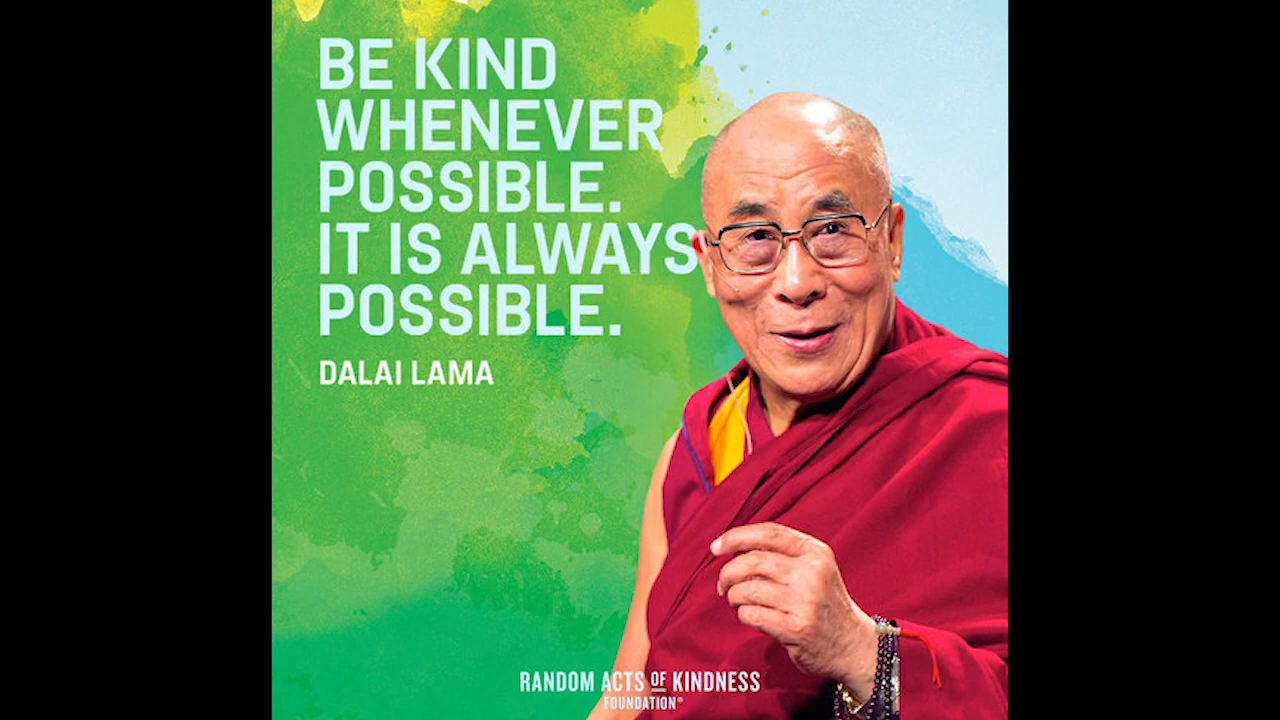 BE KIND
WHENEVER
POSSIBLE.
IT IS ALWAYS
POSSIBLE.
DALAI LAMA
RANDOM ACTS OF KINDNESS
FOUNDATION®